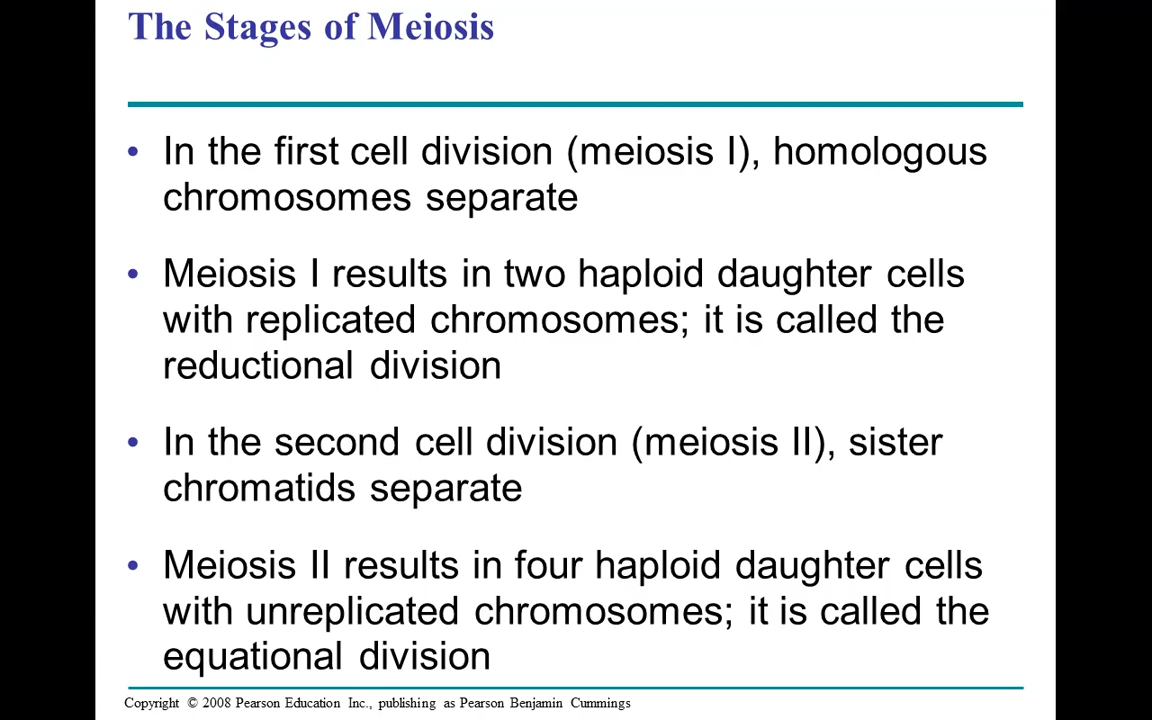 The Stages of Meiosis
• In the first cell division (meiosis I), homologous
chromosomes separate
• Meiosis I results in two haploid daughter cells
with replicated chromosomes; it is called the
reductional division
• In the second cell division (meiosis II), sister
chromatids separate
• Meiosis II results in four haploid daughter cells
with unreplicated chromosomes; it is called the
equational division
Copyright © 2008 Pearson Education Inc., publishing as Pearson Benjamin Cummings